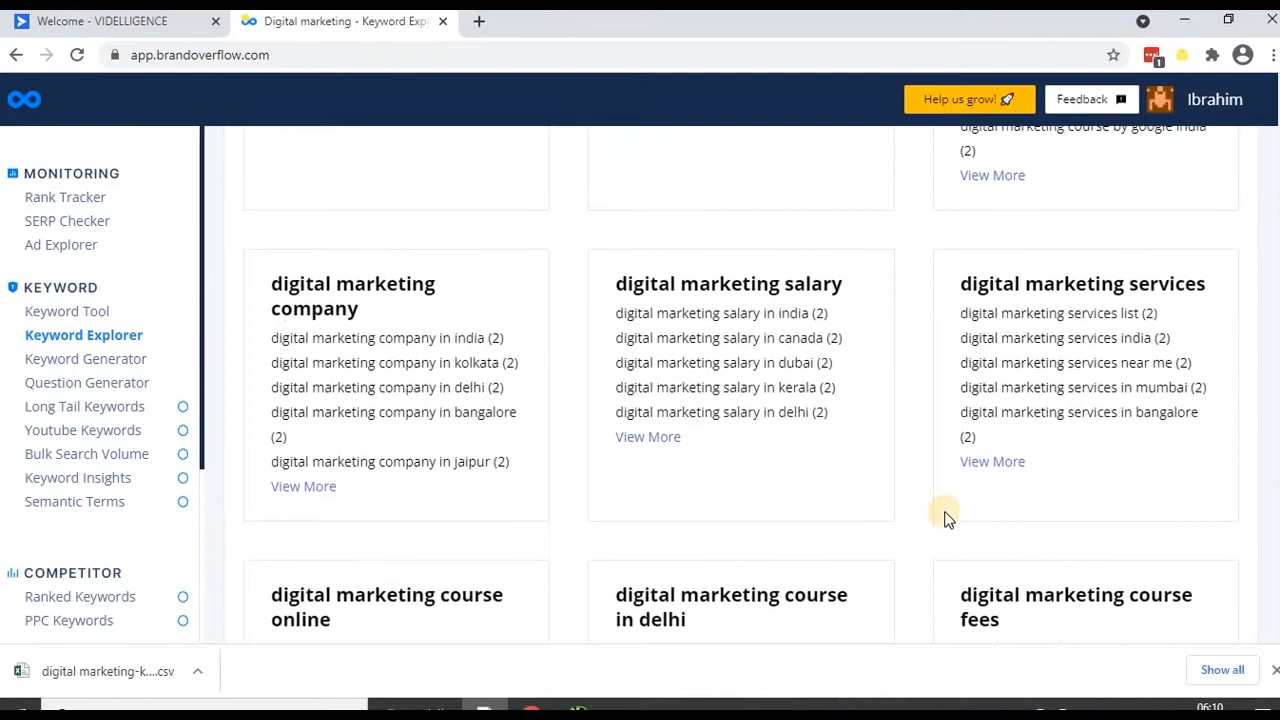 Welcome - VIDELLIGENCE
Digital marketing - Keyword Exp
app.brandoverflow.com
1
Help us grow!
Feedback
Ibrahim
MONITORING
Rank Tracker
SERP Checker
Ad Explorer
KEYWORD
Keyword Tool
Keyword Explorer
Keyword Generator
Question Generator
Long Tail Keywords
Youtube Keywords
Bulk Search Volume
Keyword Insights
Semantic Terms
COMPETITOR
Ranked Keywords
PPC Keywords
digital marketing course by google india
(2)
View More
digital marketing
company
digital marketing company in india (2)
digital marketing company in kolkata (2)
digital marketing company in delhi (2)
digital marketing company in bangalore
(2)
digital marketing company in jaipur (2)
View More
digital marketing salary
digital marketing salary in india (2)
digital marketing salary in canada (2)
digital marketing salary in dubai (2)
digital marketing salary in kerala (2)
digital marketing salary in delhi (2)
View More
digital marketing services
digital marketing services list (2)
digital marketing services india (2)
digital marketing services near me (2)
digital marketing services in mumbai (2)
digital marketing services in bangalore
(2)
View More
digital marketing course
online
digital marketing course
in delhi
digital marketing course
fees
digital marketing-k....csv
Show all
06:10